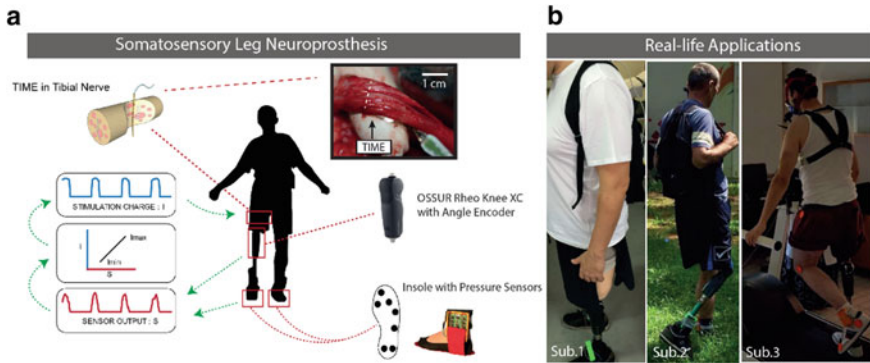 a
Somatosensory Leg Neuroprosthesis
TIME in Tibial Nerve
1 cm
TIME
STIMULATION CHARGE : I
OSSUR Rheo Knee XC
with Angle Encoder
I
Imax
Imin
S
SENSOR OUTPUT : S
Insole with Pressure Sensors
b
Real-life Applications
Sub.1
Sub.2
Sub.3